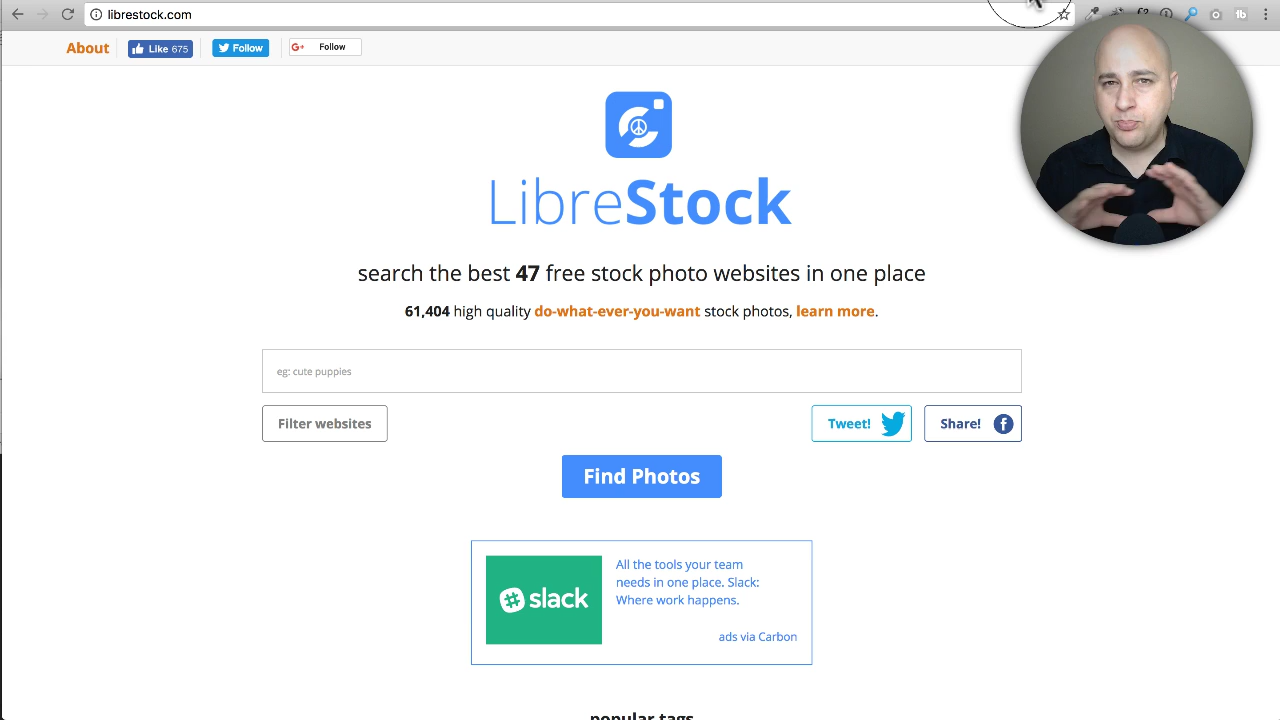 librestock.com
About
Like 675
Follow
G+ Follow
LibreStock
search the best 47 free stock photo websites in one place
61,404 high quality do-what-ever-you-want stock photos, learn more.
eg: cute puppies
Filter websites
Tweet!
Share!
Find Photos
slack
All the tools your team
needs in one place. Slack:
Where work happens.
ads via Carbon
popular tags